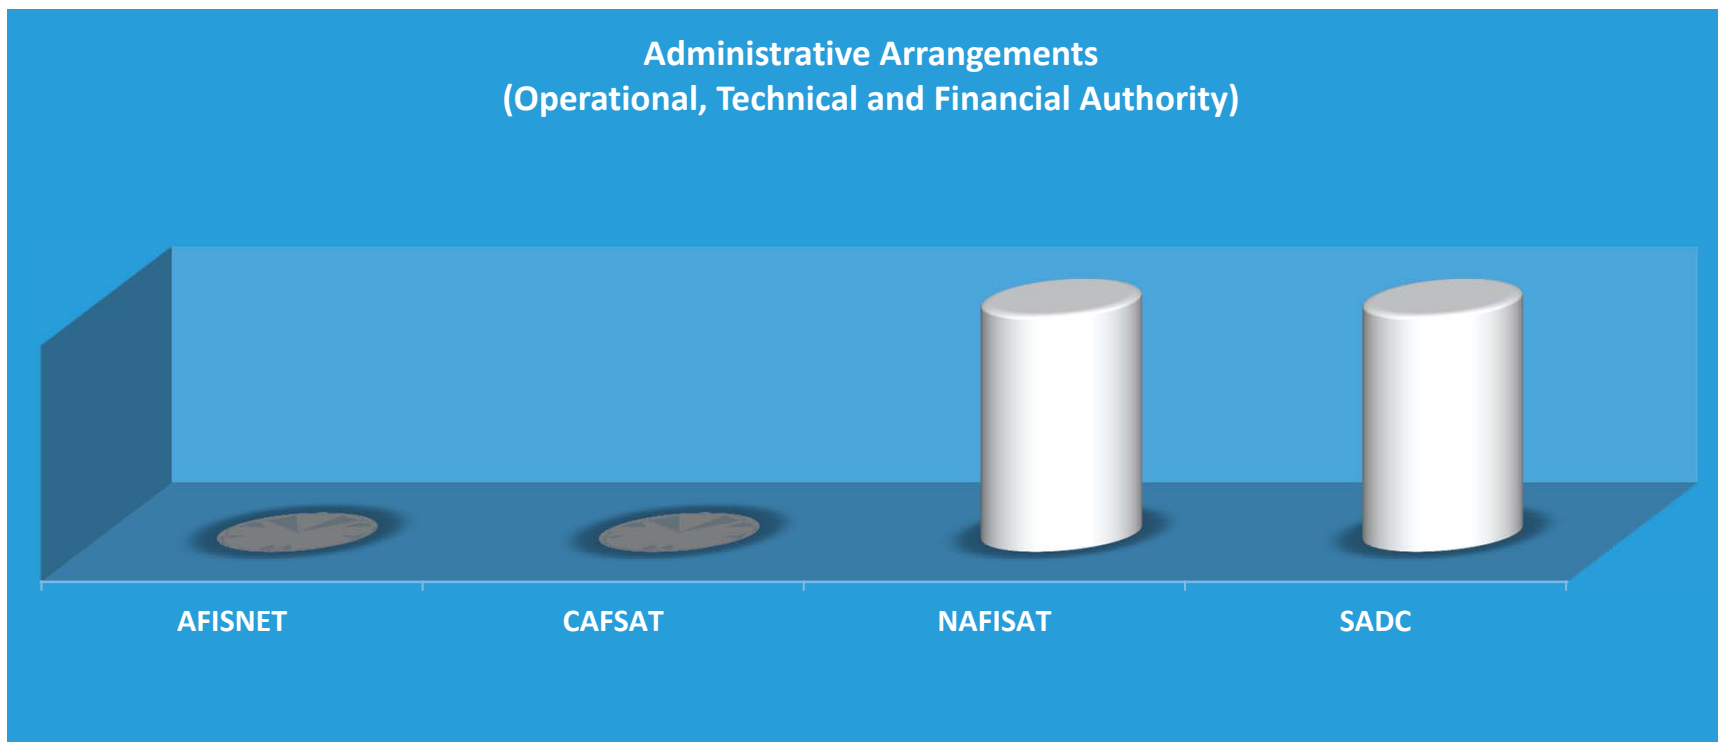 Administrative Arrangements
(Operational, Technical and Financial Authority)
AFISNET CAFSAT NAFISAT SADC